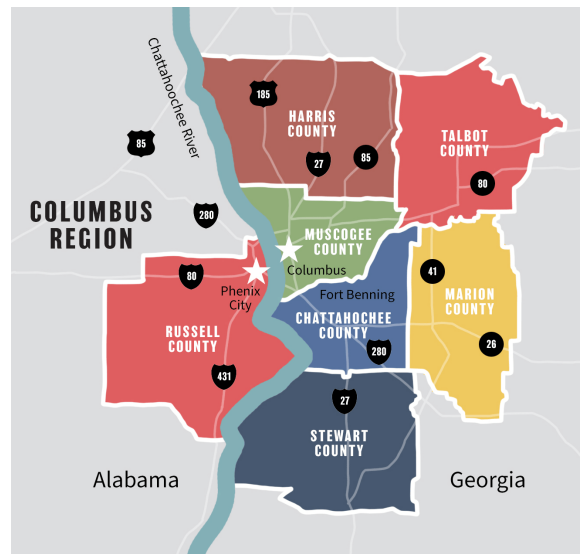 Chattahoochee River
185
HARRIS
COUNTY
85
27
85
TALBOT
COUNTY
80
COLUMBUS
REGION
280
MUSCOGEE
COUNTY
Columbus
80
Phenix
City
RUSSELL
COUNTY
431
Fort Benning
CHATTAHOCHEE
COUNTY
280
41
MARION
COUNTY
26
27
STEWART
COUNTY
Alabama
Georgia